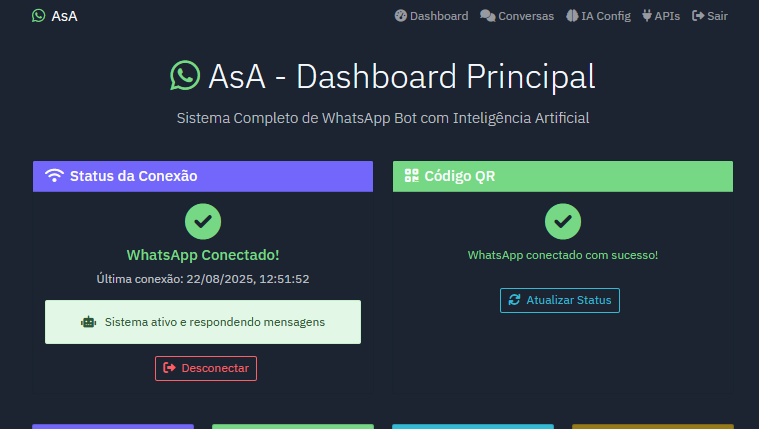 AsA
Dashboard Conversas IA Config APIs Sair
AsA - Dashboard Principal
Sistema Completo de WhatsApp Bot com Inteligência Artificial
Status da Conexão
WhatsApp Conectado!
Última conexão: 22/08/2025, 12:51:52
Sistema ativo e respondendo mensagens
Desconectar
Código QR
WhatsApp conectado com sucesso!
Atualizar Status